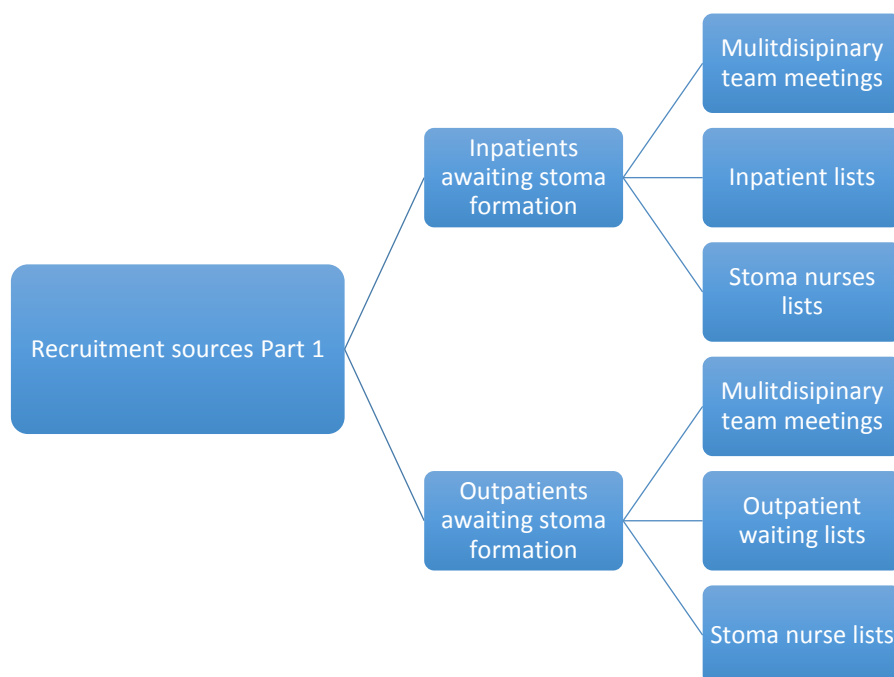 Recruitment sources Part 1
Inpatients
awaiting stoma
formation
Mulitdisipinary
team meetings
Inpatient lists
Stoma nurses
lists
Outpatients
awaiting stoma
formation
Mulitdisipinary
team meetings
Outpatient
waiting lists
Stoma nurse lists